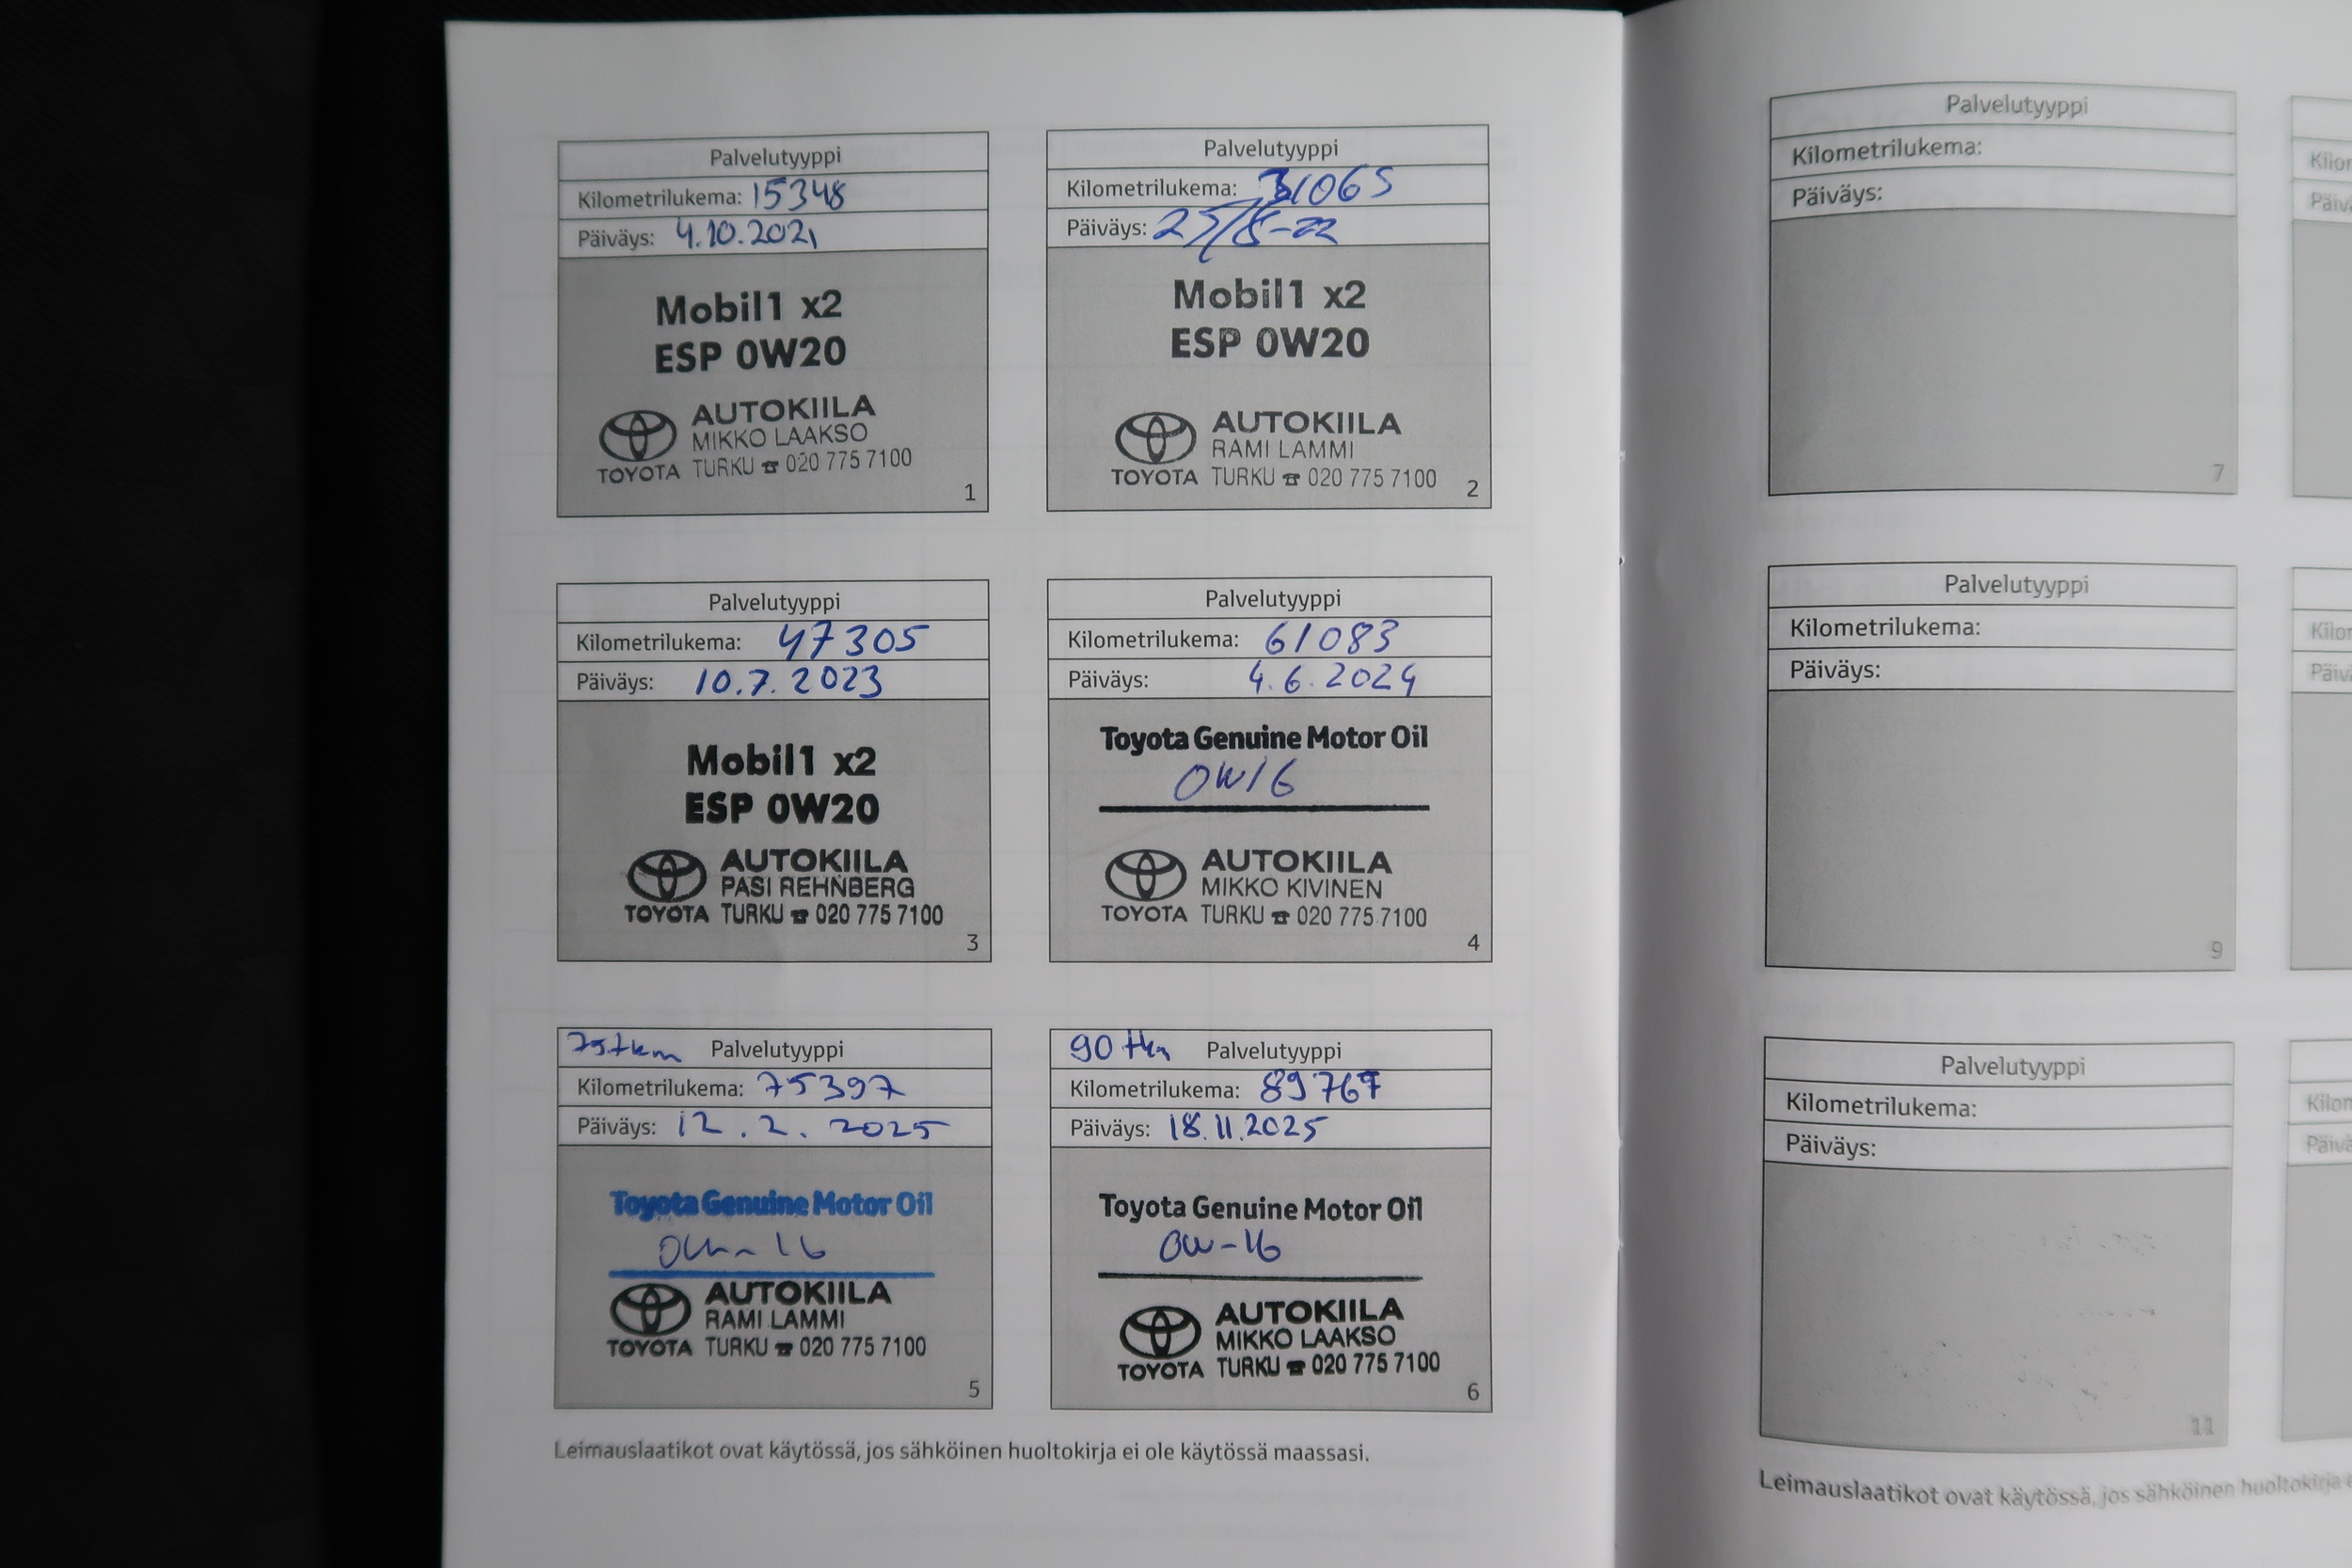 Palvelutyyppi
Kilometrilukema: 15348
Päiväys: 4.10.2021
Mobil1 x2
ESP 0W20
AUTOKIILA
MIKKO LAAKSO
TOYOTA TURKU ☎ 020 775 7100
1
Palvelutyyppi
Kilometrilukema: 31065
Päiväys: 25/8-22
Mobil1 x2
ESP 0W20
AUTOKIILA
RAMI LAMMI
TOYOTA TURKU ☎ 020 775 7100
2
Palvelutyyppi
Kilometrilukema: 47305
Päiväys: 10.7.2023
Mobil1 x2
ESP 0W20
AUTOKIILA
PASI REHNBERG
TOYOTA TURKU ☎ 020 775 7100
3
Palvelutyyppi
Kilometrilukema: 61083
Päiväys: 4.6.2024
Toyota Genuine Motor Oil
0W16
AUTOKIILA
MIKKO KIVINEN
TOYOTA TURKU ☎ 020 775 7100
4
75tkm Palvelutyyppi
Kilometrilukema: 75397
Päiväys: 12.2.2025
Toyota Genuine Motor Oil
0W-16
AUTOKIILA
RAMI LAMMI
TOYOTA TURKU ☎ 020 775 7100
5
90 tkm Palvelutyyppi
Kilometrilukema: 89767
Päiväys: 18.11.2025
Toyota Genuine Motor Oil
0W-16
AUTOKIILA
MIKKO LAAKSO
TOYOTA TURKU ☎ 020 775 7100
6
Leimauslaatikot ovat käytössä, jos sähköinen huoltokirja ei ole käytössä maassasi.
Palvelutyyppi
Kilometrilukema:
Päiväys:
7
Palvelutyyppi
Kilometrilukema:
Päiväys:
9
Palvelutyyppi
Kilometrilukema:
Päiväys:
11
Leimauslaatikot ovat käytössä, jos sähköinen huoltokirja